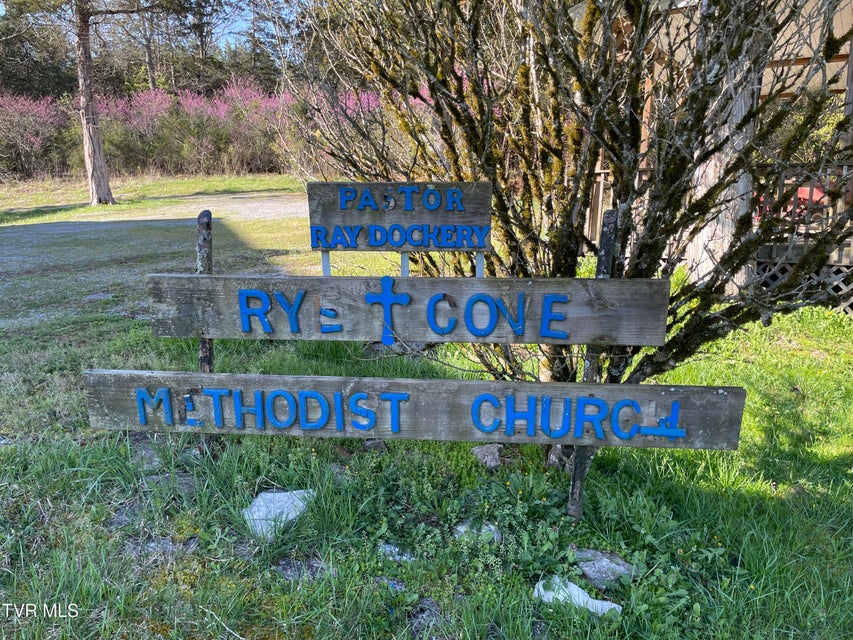 PASTOR
RAY DOCKERY
RYE COVE
METHODIST CHURCH
TVR MLS